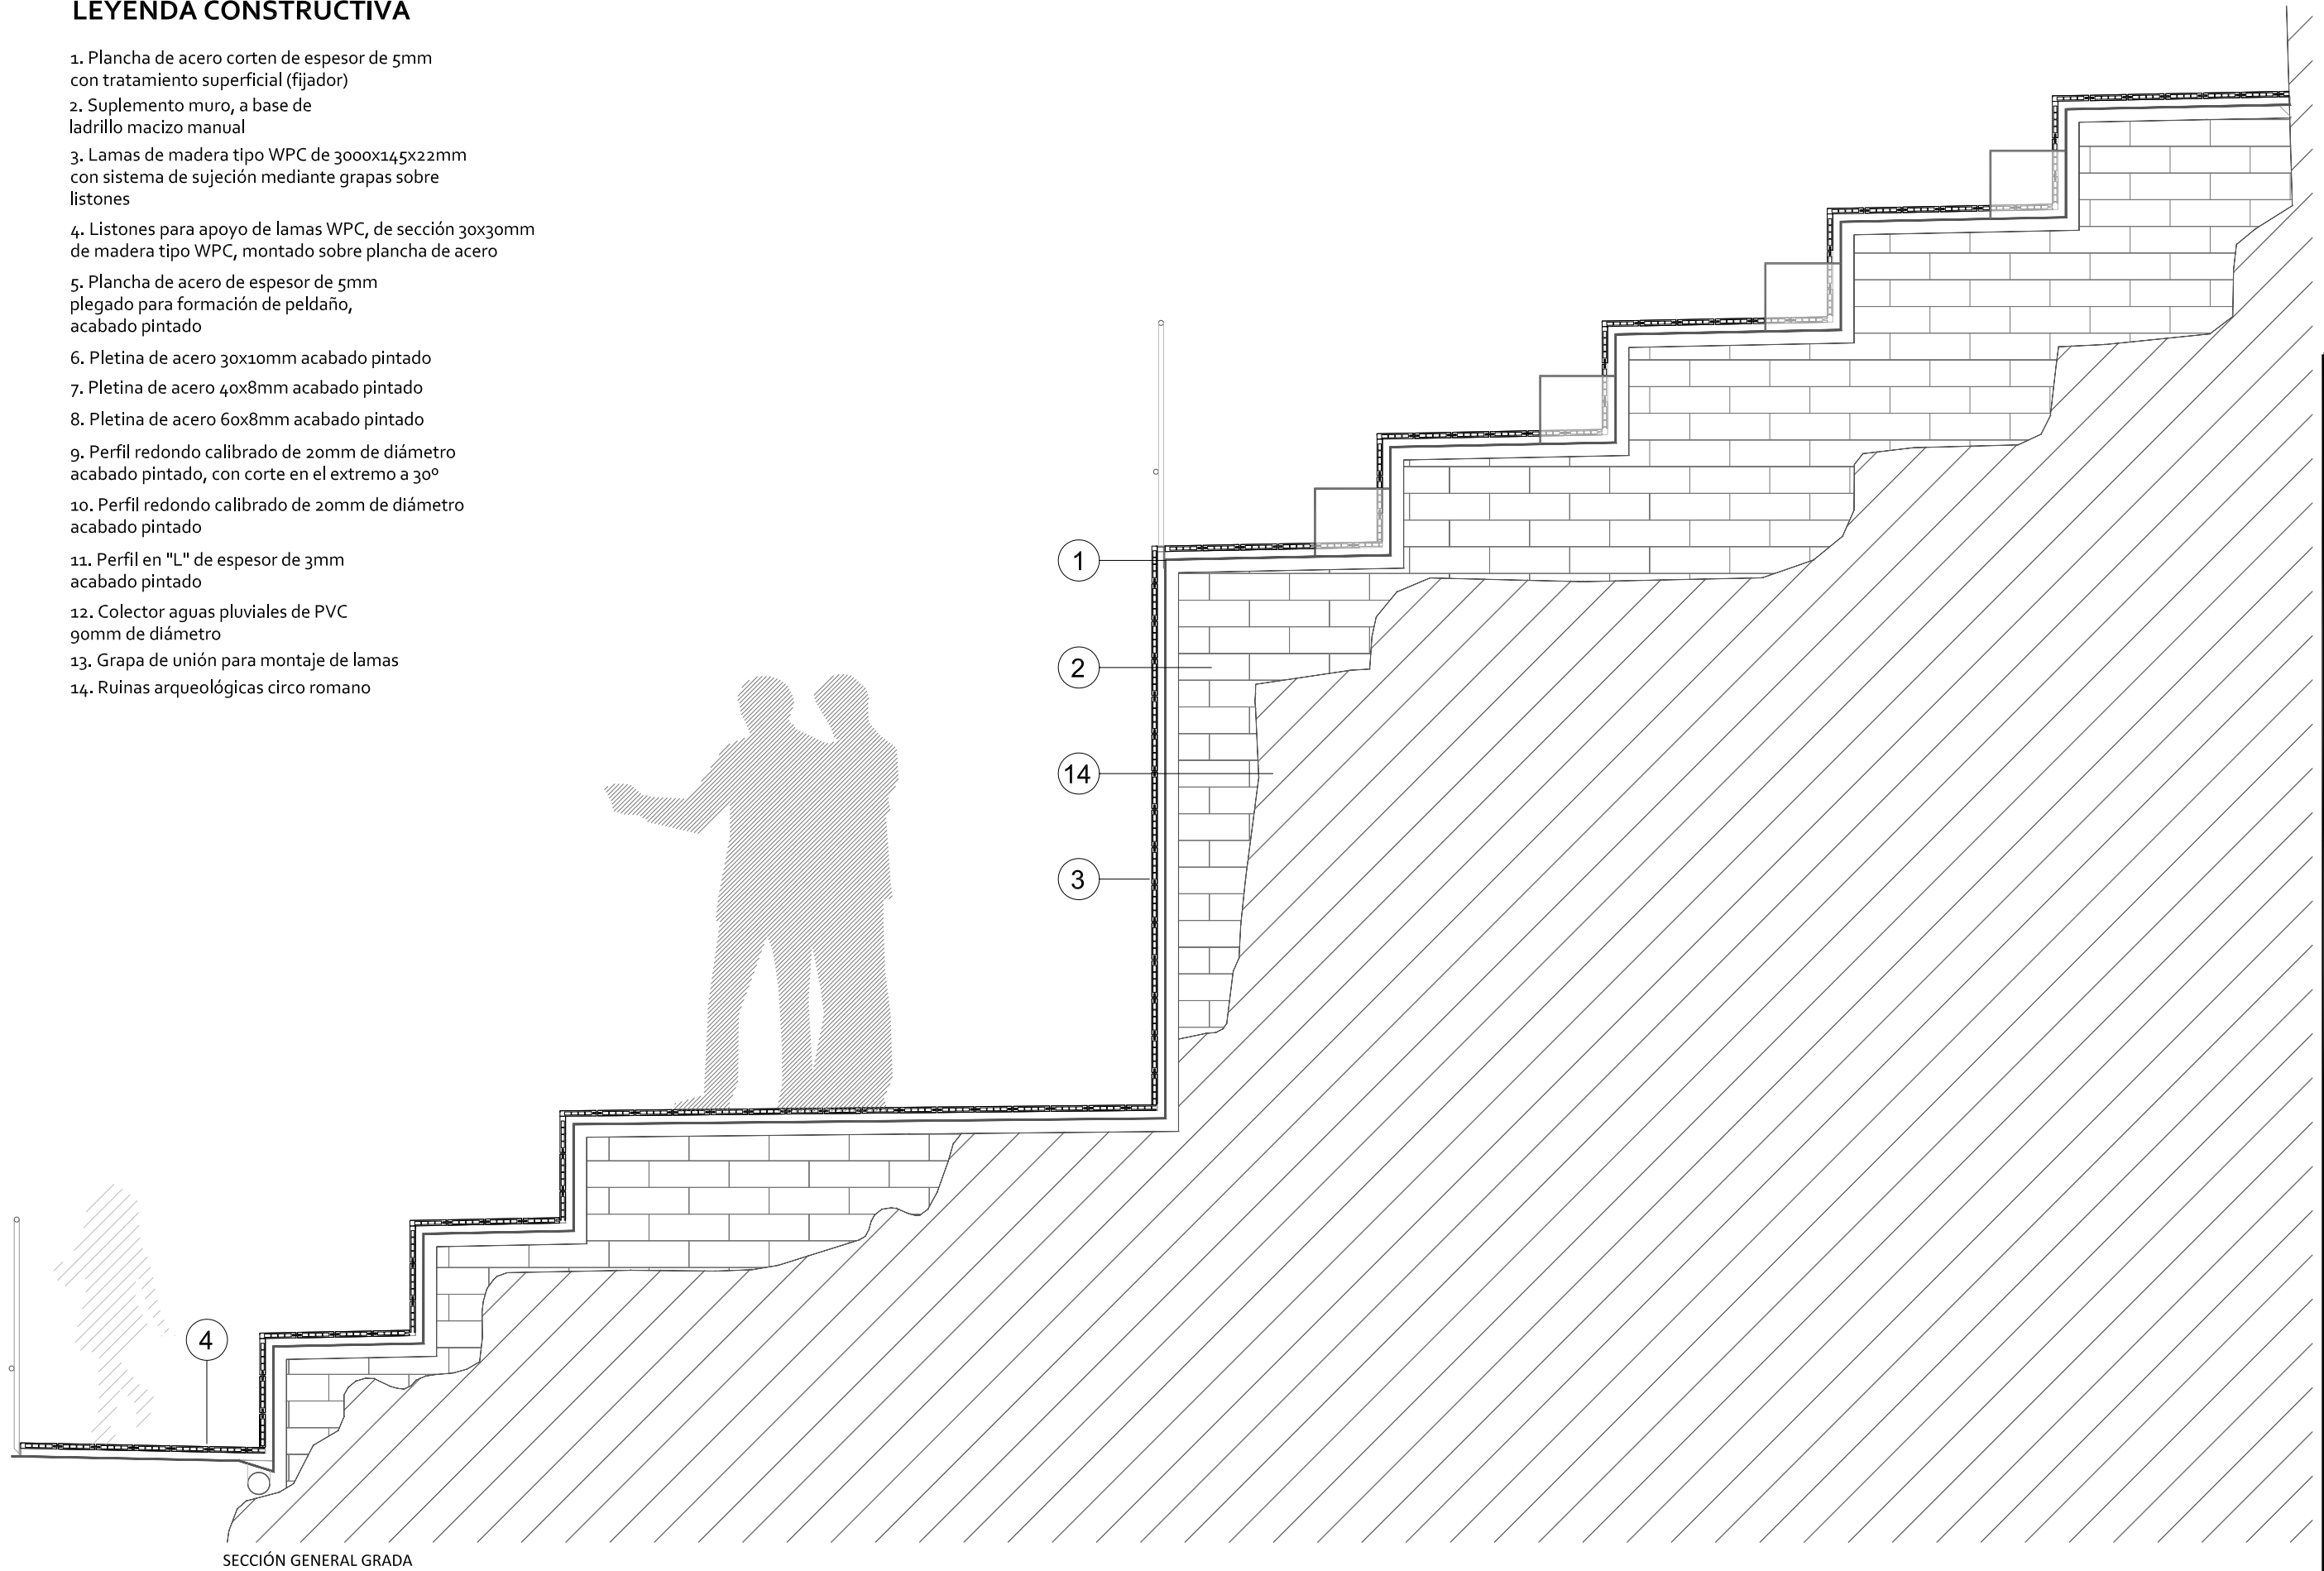 LEYENDA CONSTRUCTIVA
1. Plancha de acero corten de espesor de 5mm
con tratamiento superficial (fijador)
2. Suplemento muro, a base de
ladrillo macizo manual
3. Lamas de madera tipo WPC de 3000x145x22mm
con sistema de sujeción mediante grapas sobre
listones
4. Listones para apoyo de lamas WPC, de sección 30x30mm
de madera tipo WPC, montado sobre plancha de acero
5. Plancha de acero de espesor de 5mm
plegado para formación de peldaño,
acabado pintado
6. Pletina de acero 30x10mm acabado pintado
7. Pletina de acero 40x8mm acabado pintado
8. Pletina de acero 60x8mm acabado pintado
9. Perfil redondo calibrado de 20mm de diámetro
acabado pintado, con corte en el extremo a 30º
10. Perfil redondo calibrado de 20mm de diámetro
acabado pintado
11. Perfil en "L" de espesor de 3mm
acabado pintado
12. Colector aguas pluviales de PVC
90mm de diámetro
13. Grapa de unión para montaje de lamas
14. Ruinas arqueológicas circo romano
1
2
14
3
4
SECCIÓN GENERAL GRADA